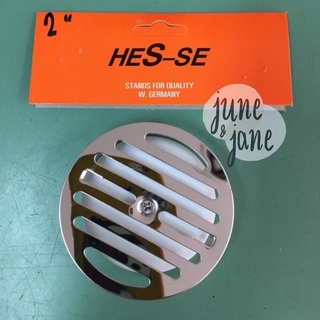 2"
HES-SE
STANDS FOR QUALITY
W. GERMANY
june
&
jane